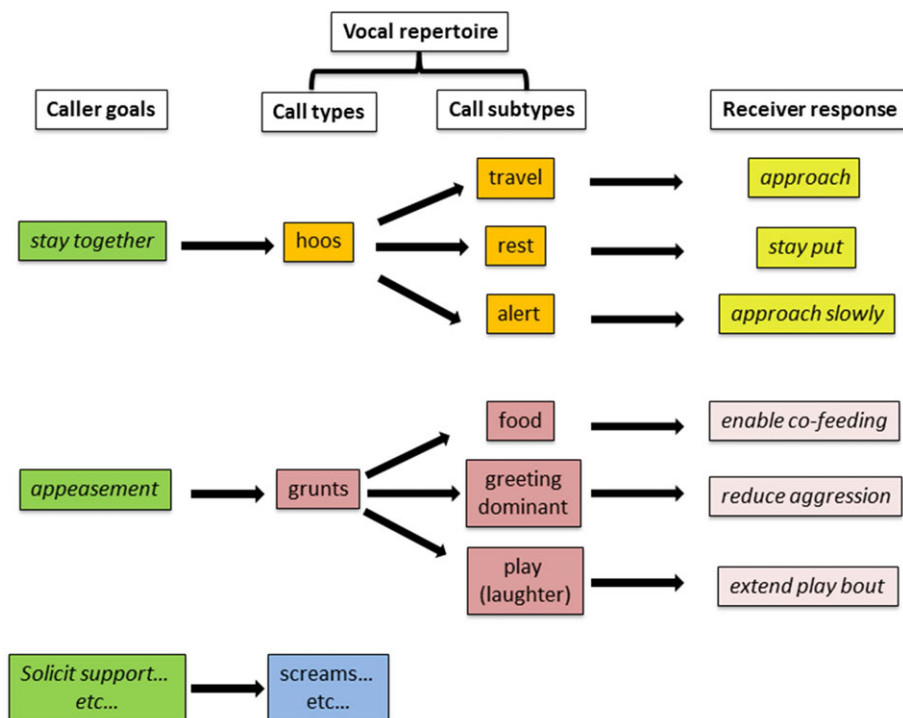 Vocal repertoire
Caller goals
Call types
Call subtypes
Receiver response
stay together
hoos
travel
approach
rest
stay put
alert
approach slowly
appeasement
grunts
food
enable co-feeding
greeting
dominant
reduce aggression
play
(laughter)
extend play bout
Solicit support...
etc...
screams...
etc...